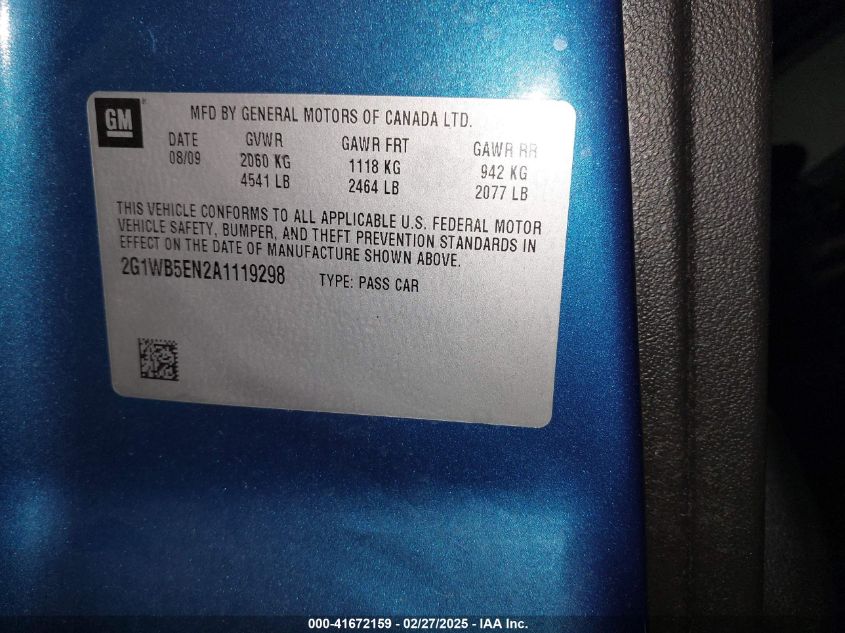 GM
MFD BY GENERAL MOTORS OF CANADA LTD.
DATE GVWR GAWR FRT GAWR RR
08/09 2060 KG 1118 KG 942 KG
4541 LB 2464 LB 2077 LB
THIS VEHICLE CONFORMS TO ALL APPLICABLE U.S. FEDERAL MOTOR
VEHICLE SAFETY, BUMPER, AND THEFT PREVENTION STANDARDS IN
EFFECT ON THE DATE OF MANUFACTURE SHOWN ABOVE.
2G1WB5EN2A1119298 TYPE: PASS CAR
000-41672159 - 02/27/2025 - IAA Inc.